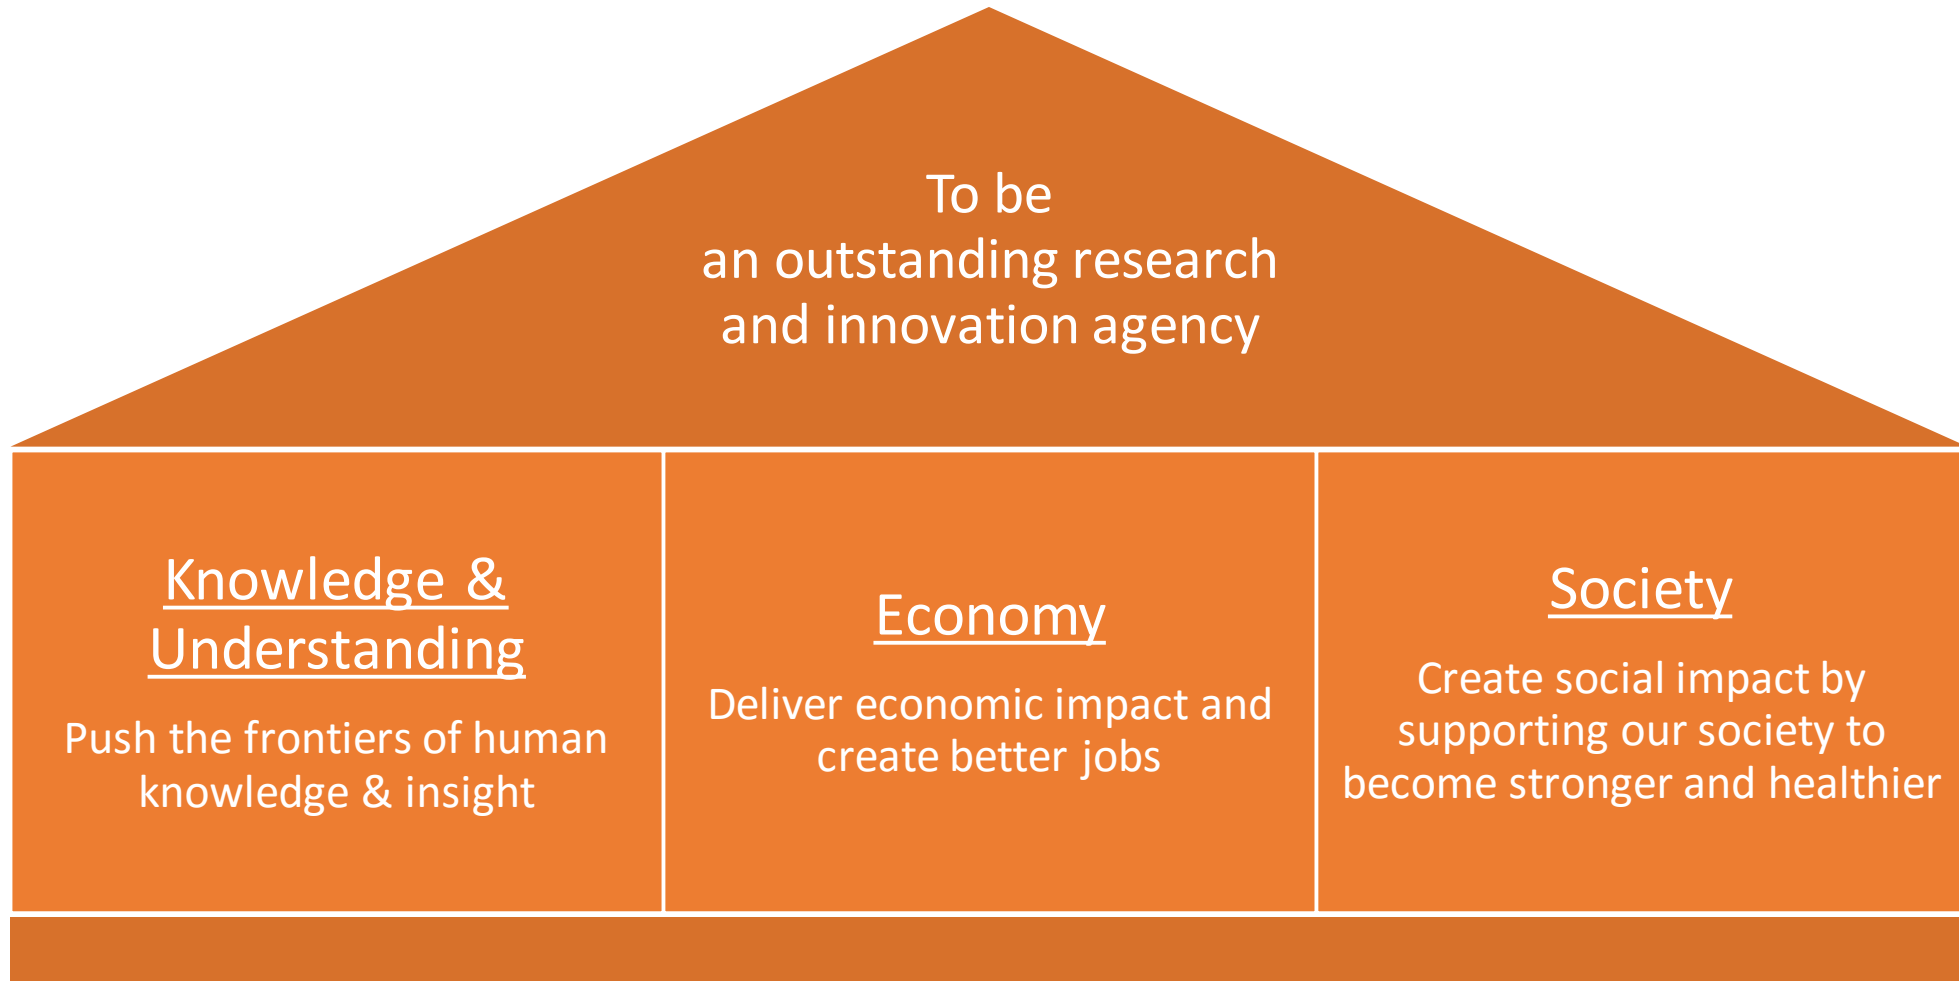 To be
an outstanding research
and innovation agency
Knowledge &
Understanding
Push the frontiers of human
knowledge & insight
Economy
Deliver economic impact and
create better jobs
Society
Create social impact by
supporting our society to
become stronger and healthier